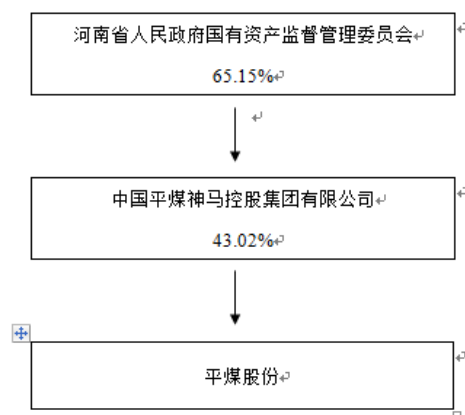 河南省人民政府国有资产监督管理委员会
65.15%
中国平煤神马控股集团有限公司
43.02%
平煤股份